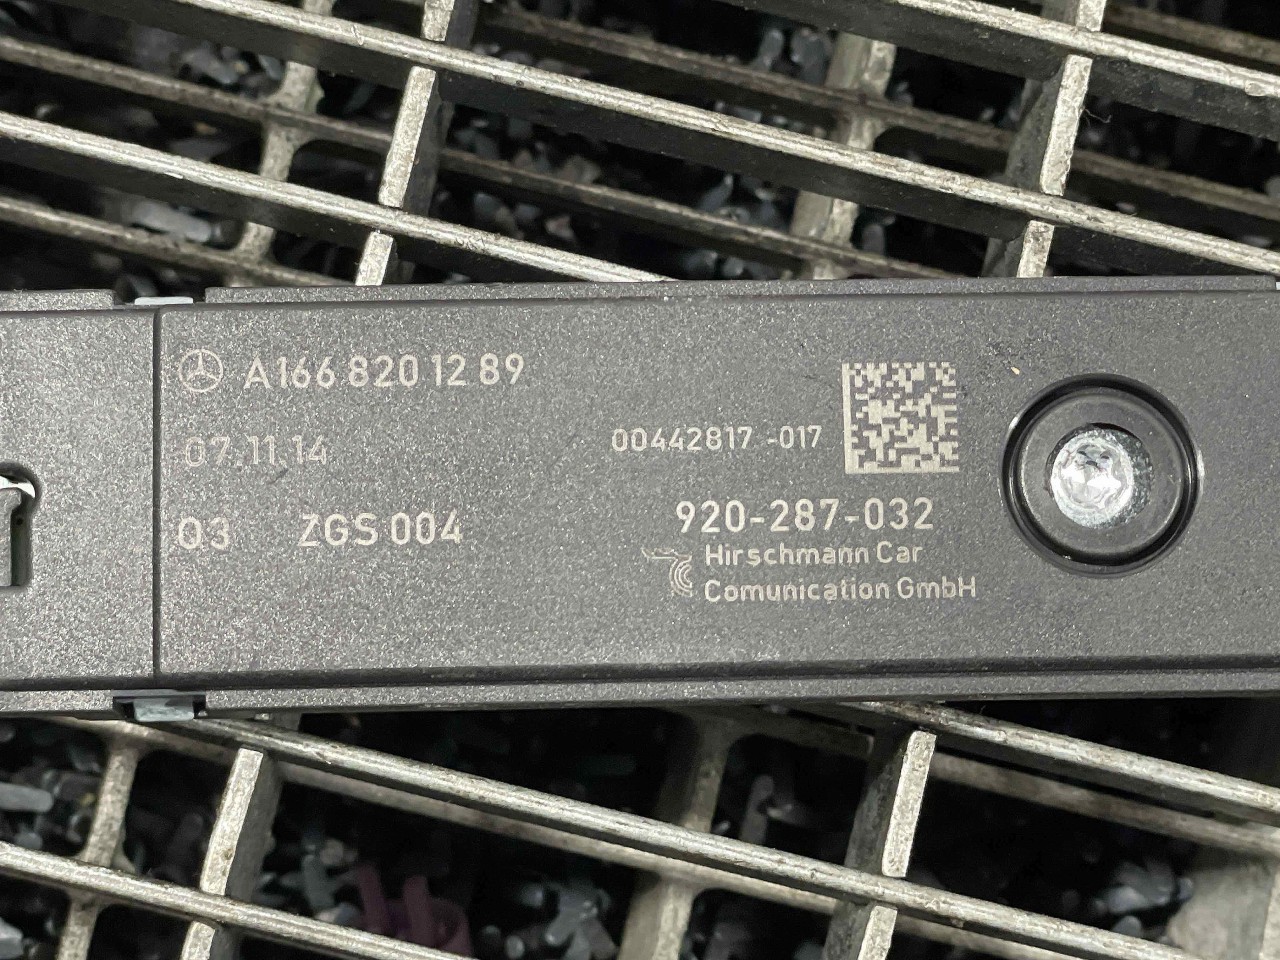 A166 820 12 89
07.11.14
Q3 ZGS 004
00442817 -017
920-287-032
Hirschmann Car
Comunication GmbH